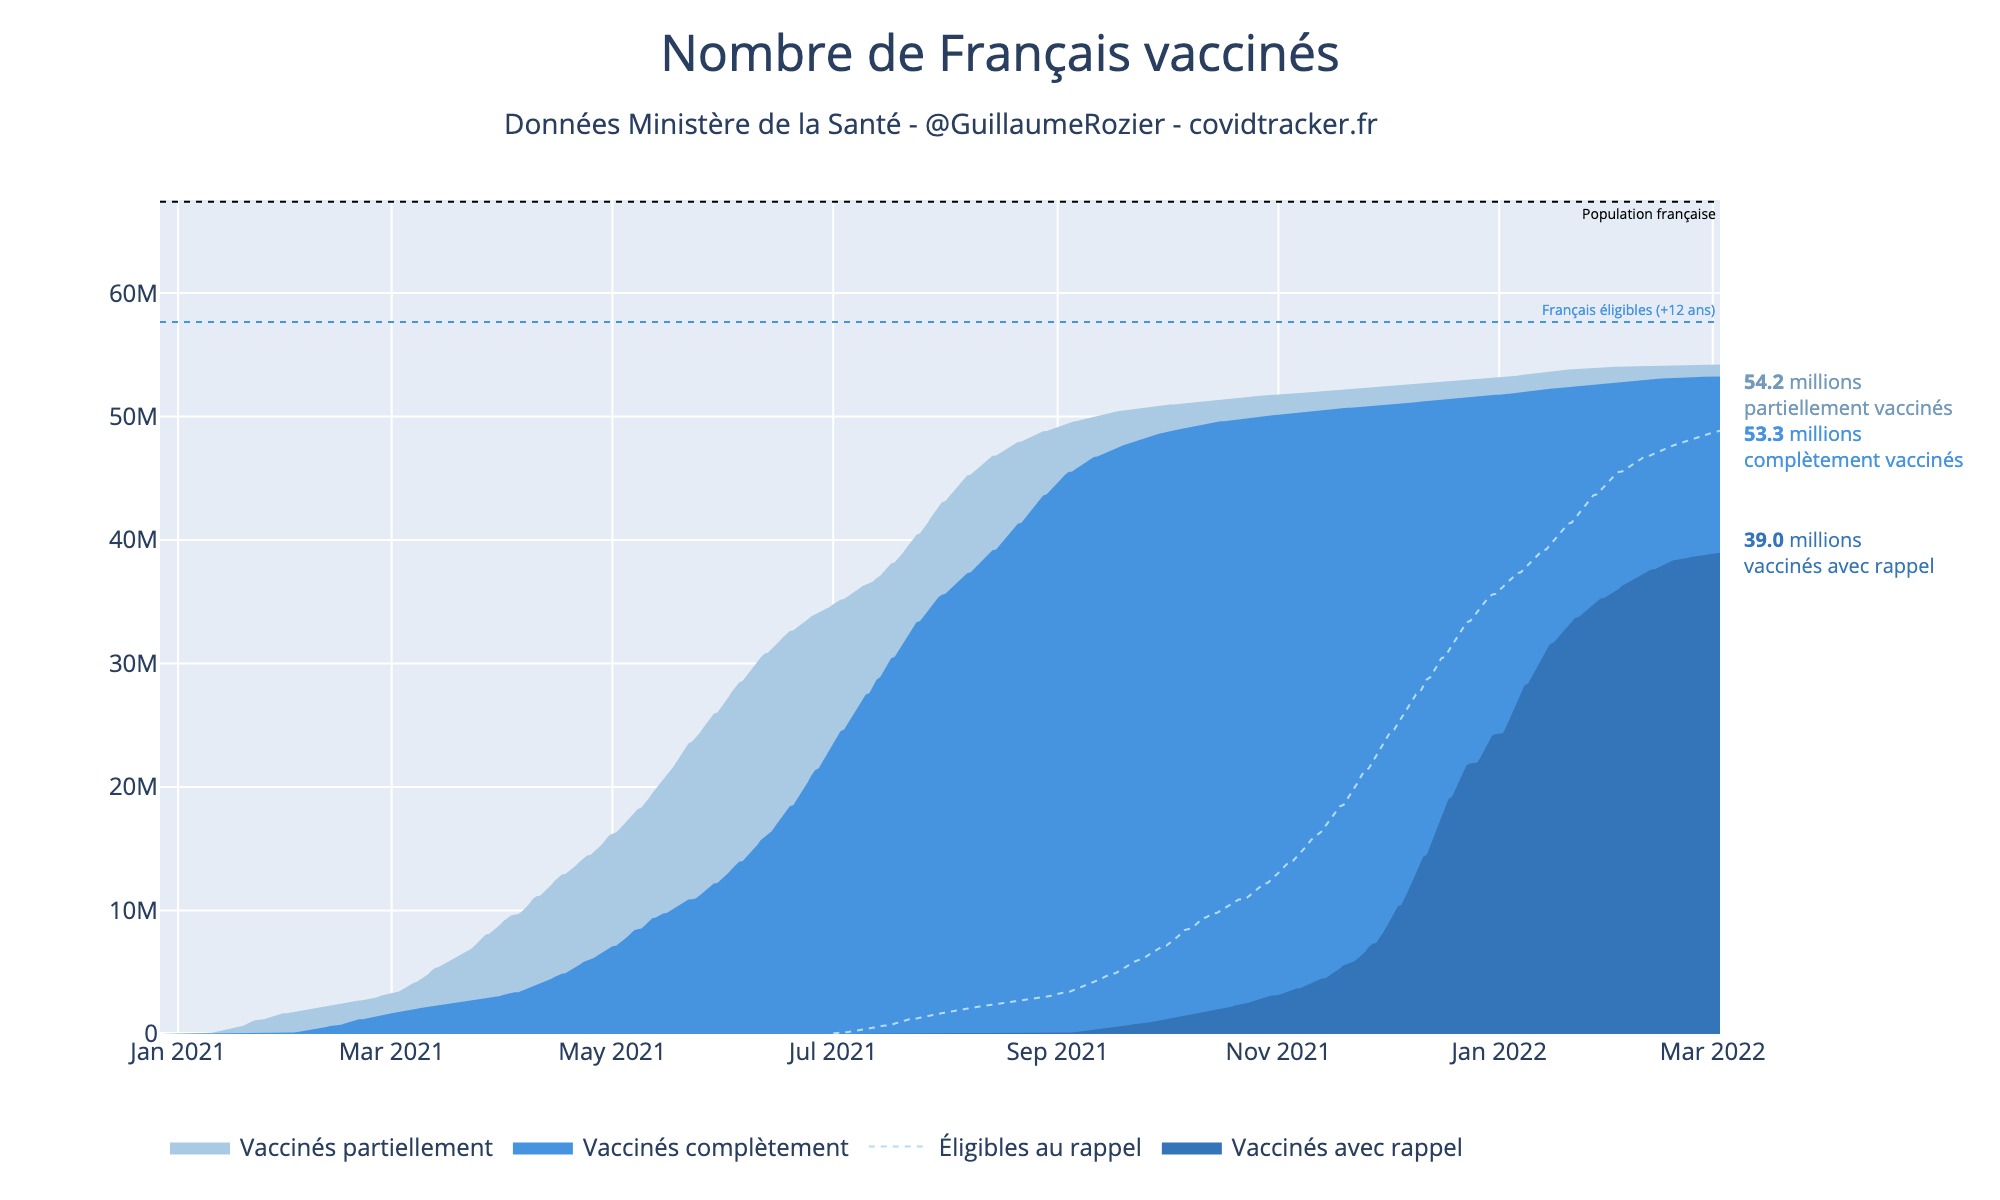 Nombre de Français vaccinés
Données Ministère de la Santé - @GuillaumeRozier - covidtracker.fr
Population française
60M
Français éligibles (+12 ans)
54.2 millions
partiellement vaccinés
50M
53.3 millions
complètement vaccinés
40M
39.0 millions
vaccinés avec rappel
30M
20M
10M
0
Jan 2021 Mar 2021 May 2021 Jul 2021 Sep 2021 Nov 2021 Jan 2022 Mar 2022
Vaccinés partiellement Vaccinés complètement Éligibles au rappel Vaccinés avec rappel